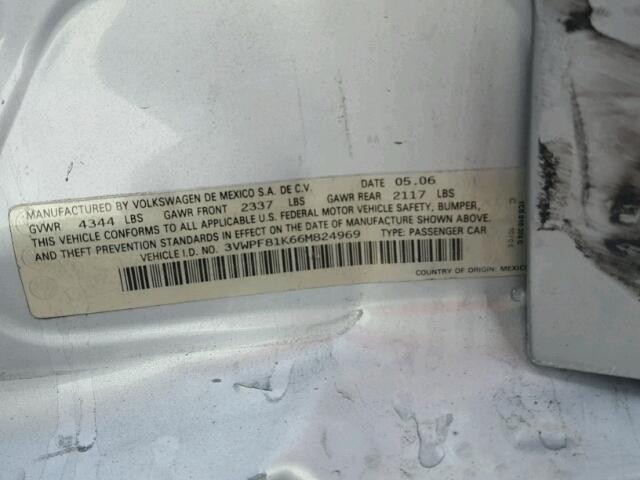 MANUFACTURED BY VOLKSWAGEN DE MEXICO S.A. DE C.V. DATE 05.06
GVWR 4344 LBS GAWR FRONT 2337 LBS GAWR REAR 2117 LBS
THIS VEHICLE CONFORMS TO ALL APPLICABLE U.S. FEDERAL MOTOR VEHICLE SAFETY, BUMPER,
AND THEFT PREVENTION STANDARDS IN EFFECT ON THE DATE OF MANUFACTURE SHOWN ABOVE.
VEHICLE I.D. NO. 3VWPF81K66M824969 TYPE: PASSENGER CAR
COUNTRY OF ORIGIN: MEXICO